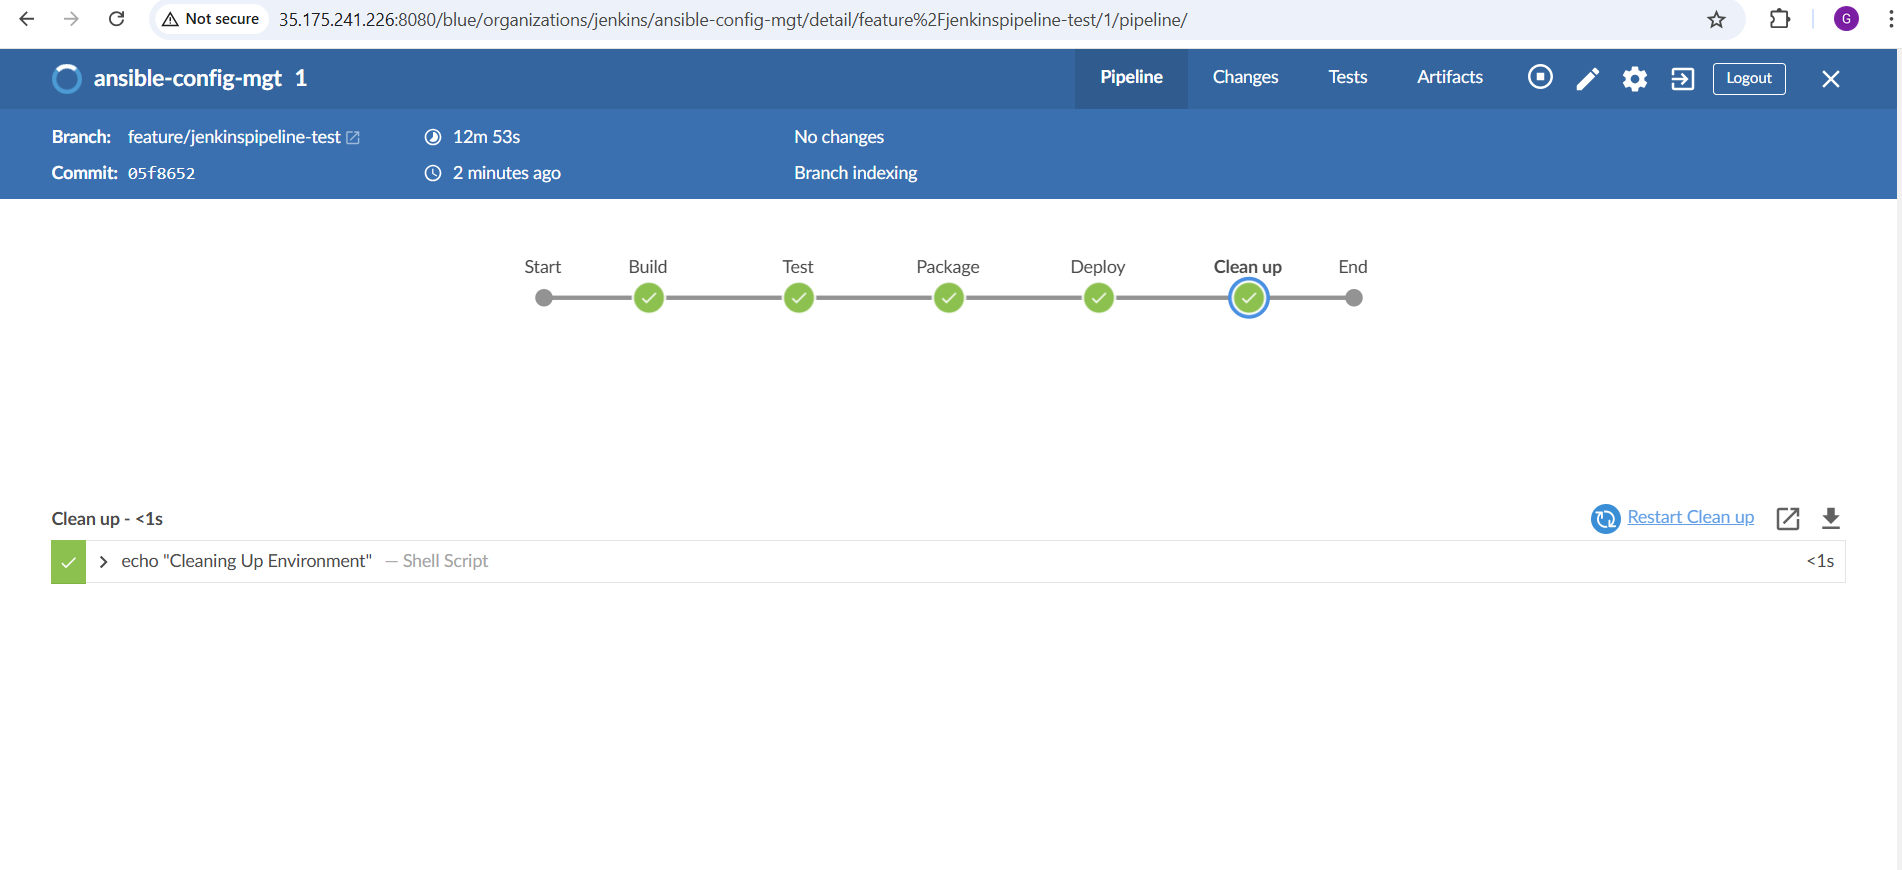 Not secure 35.175.241.226:8080/blue/organizations/jenkins/ansible-config-mgt/detail/feature%2Fjenkinspipeline-test/1/pipeline/ G
ansible-config-mgt 1 Pipeline Changes Tests Artifacts Logout
Branch: feature/jenkinspipeline-test 12m 53s No changes
Commit: 05f8652 2 minutes ago Branch indexing
Start Build Test Package Deploy Clean up End
Clean up - <1s Restart Clean up
echo "Cleaning Up Environment" — Shell Script <1s